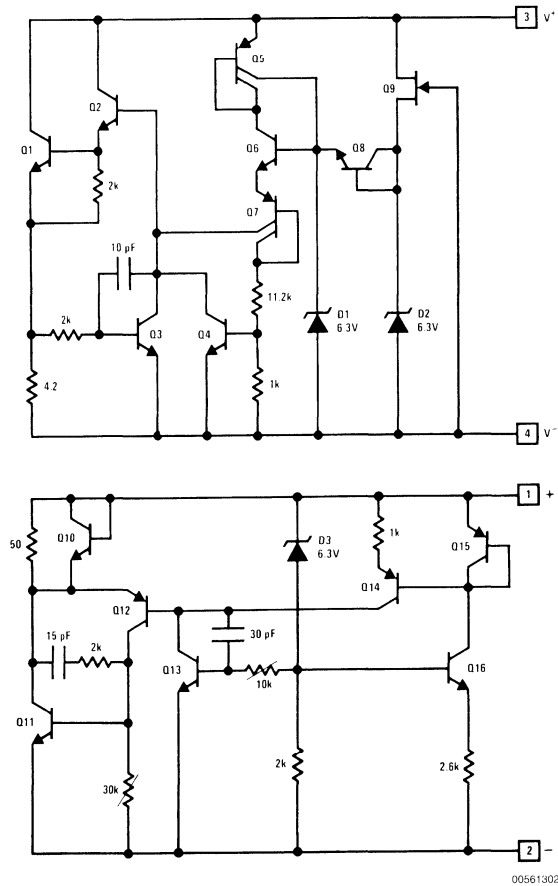 3 V+
Q5
Q9
Q2
Q1
Q6
Q8
2k
Q7
10 pF
11.2k
D1
6.3V
D2
6.3V
2k
Q3
Q4
4.2
1k
4 V-
1 +
50
Q10
D3
6.3V
1k
Q15
Q12
Q14
15 pF
2k
30 pF
Q13
10k
Q16
Q11
30k
2k
2.6k
2 -
00561302